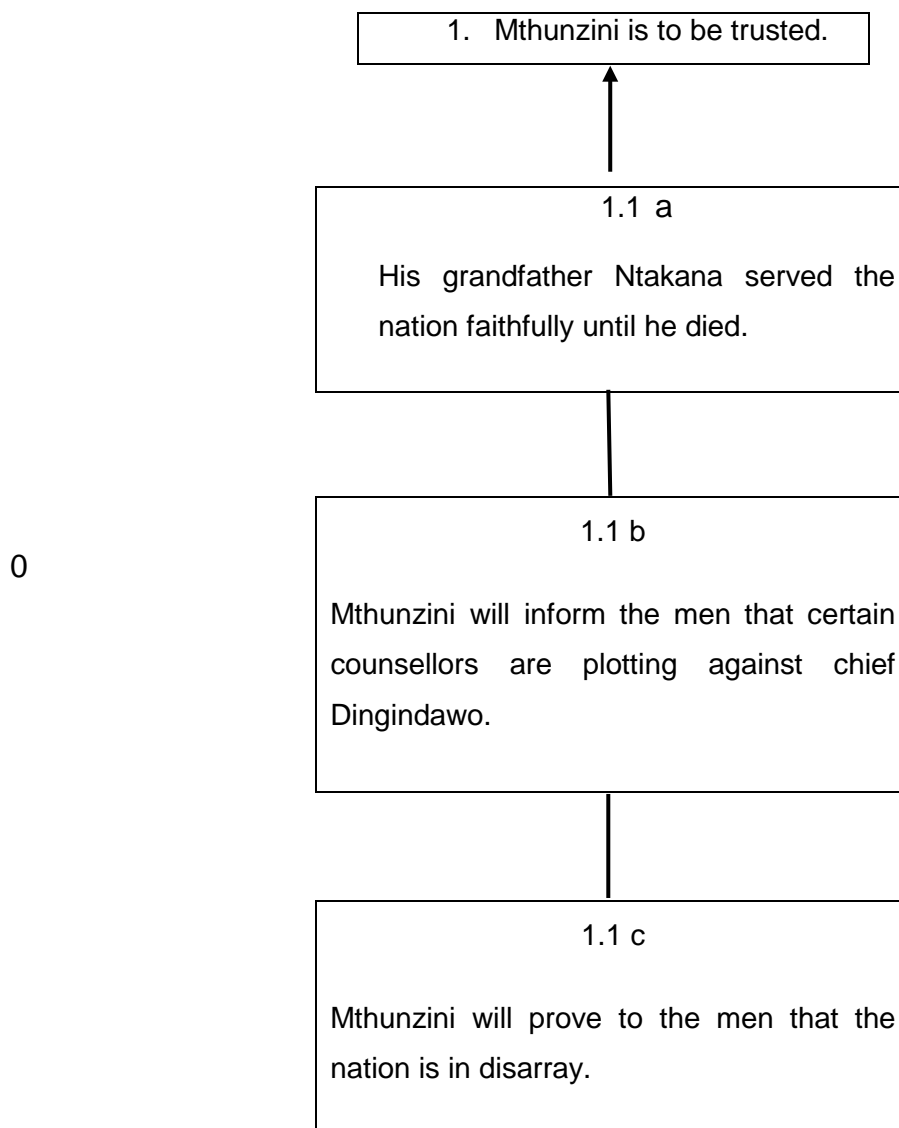 1. Mthunzini is to be trusted.
1.1 a
His grandfather Ntakana served the
nation faithfully until he died.
1.1 b
0
Mthunzini will inform the men that certain
counsellors are plotting against chief
Dingindawo.
1.1 c
Mthunzini will prove to the men that the
nation is in disarray.